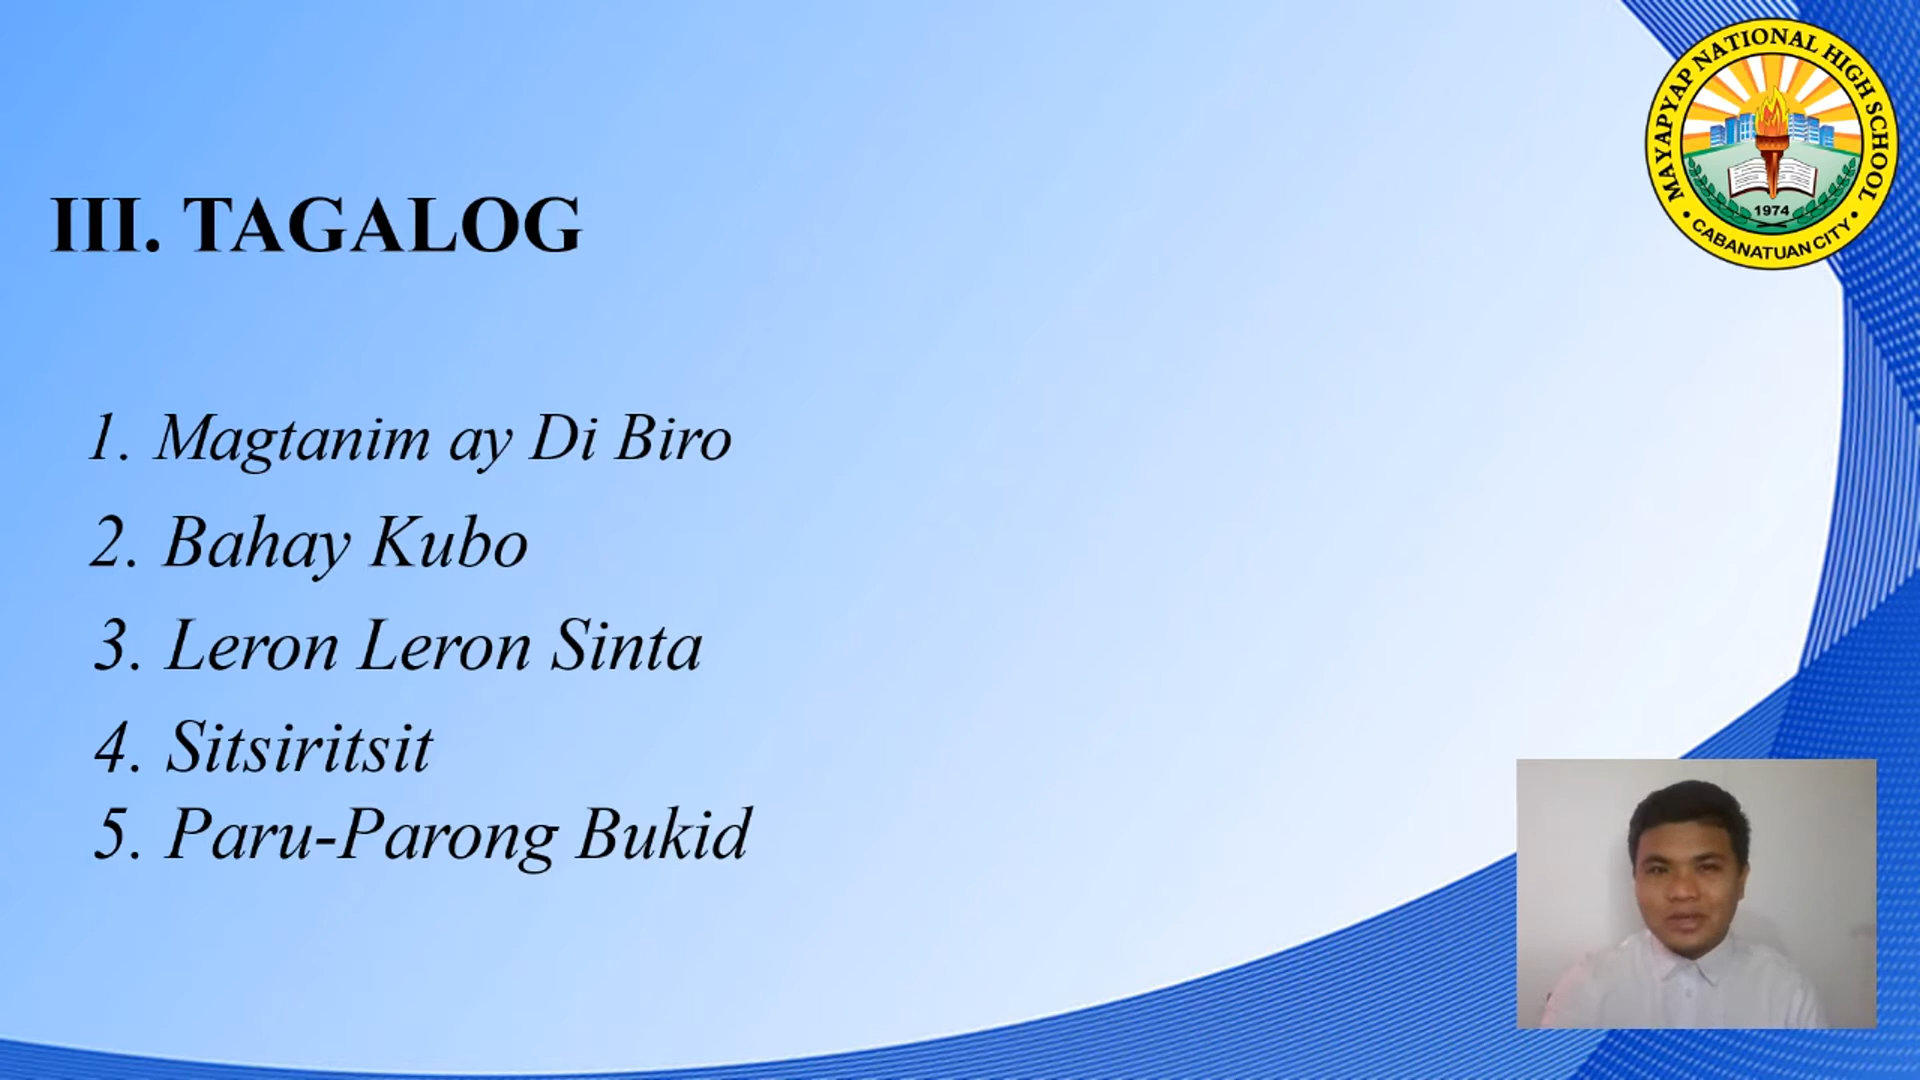 MAYAPYAP NATIONAL HIGH SCHOOL
1974
• CABANATUAN CITY •
III. TAGALOG
1. Magtanim ay Di Biro
2. Bahay Kubo
3. Leron Leron Sinta
4. Sitsiritsit
5. Paru-Parong Bukid